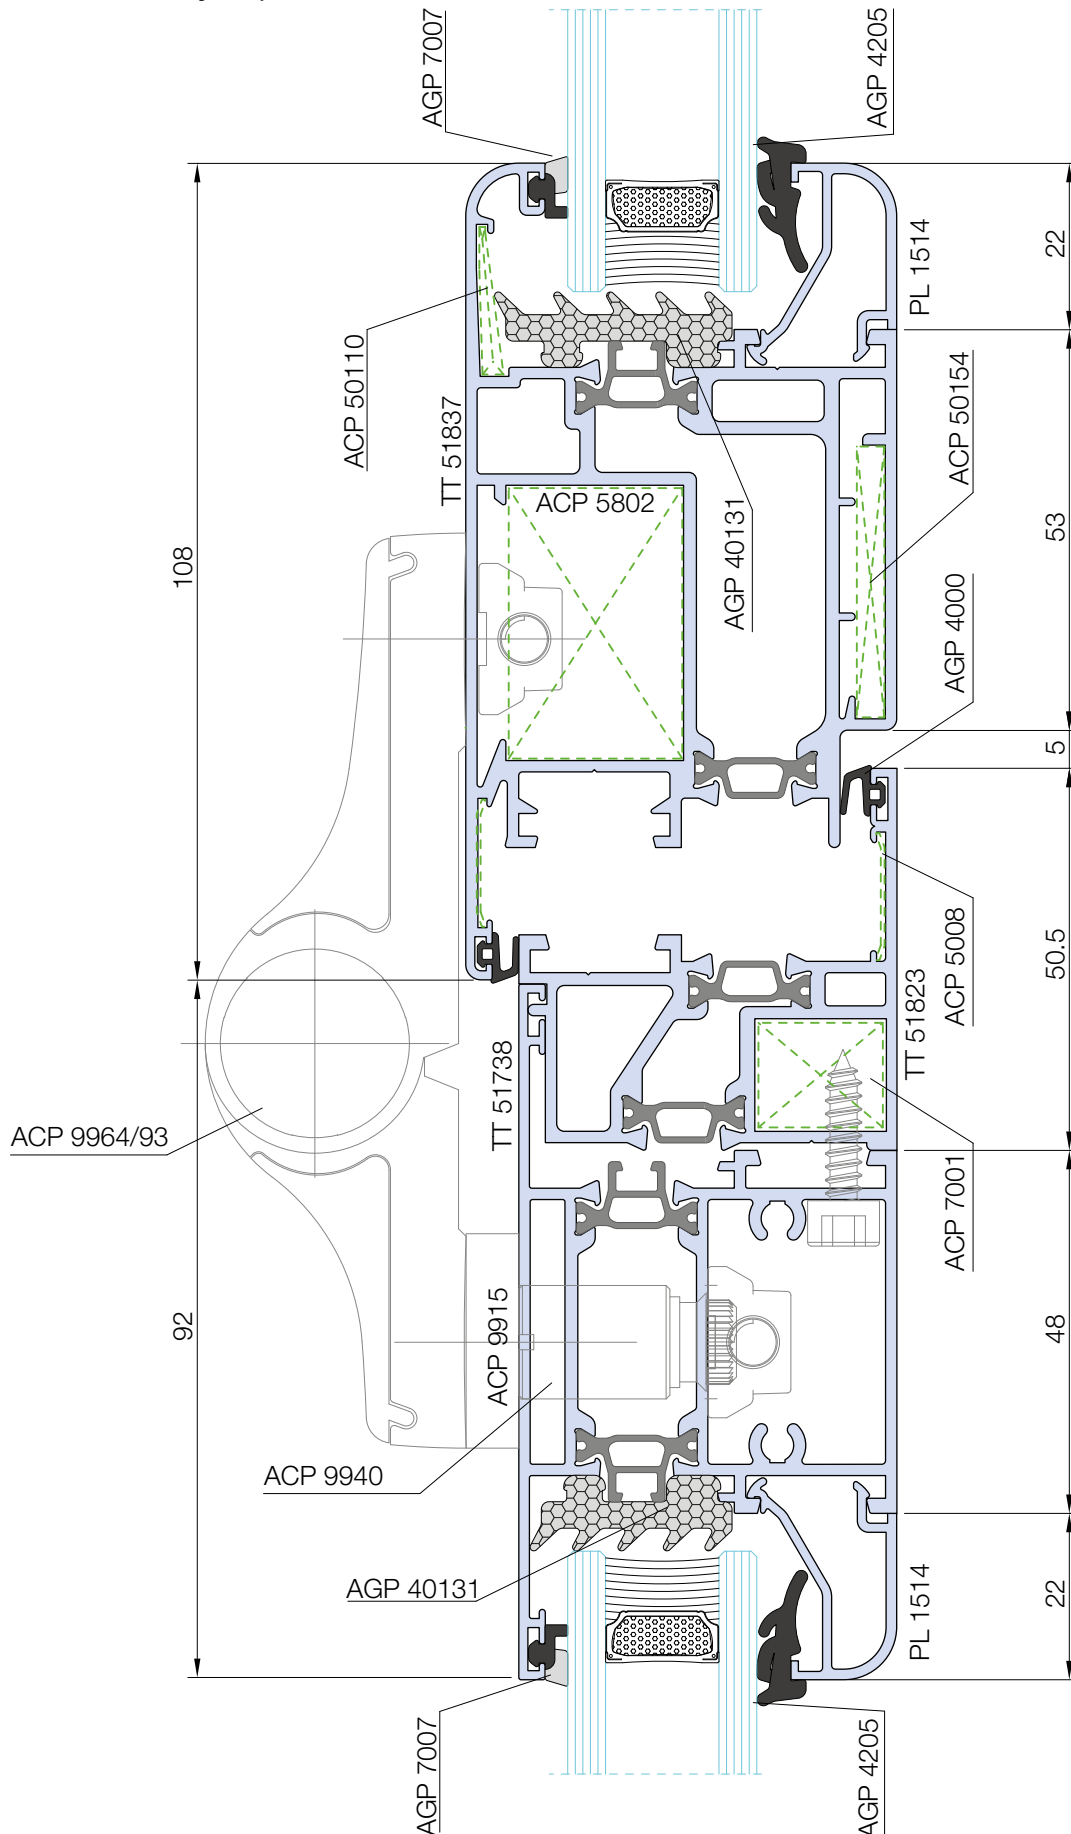 AGP 7007
AGP 4205
22
PL 1514
ACP 50110
TT 51837
ACP 50154
ACP 5802
53
108
AGP 40131
AGP 4000
5
ACP 5008
50.5
TT 51823
TT 51738
ACP 9964/93
ACP 7001
92
ACP 9915
48
ACP 9940
AGP 40131
PL 1514
22
AGP 7007
AGP 4205